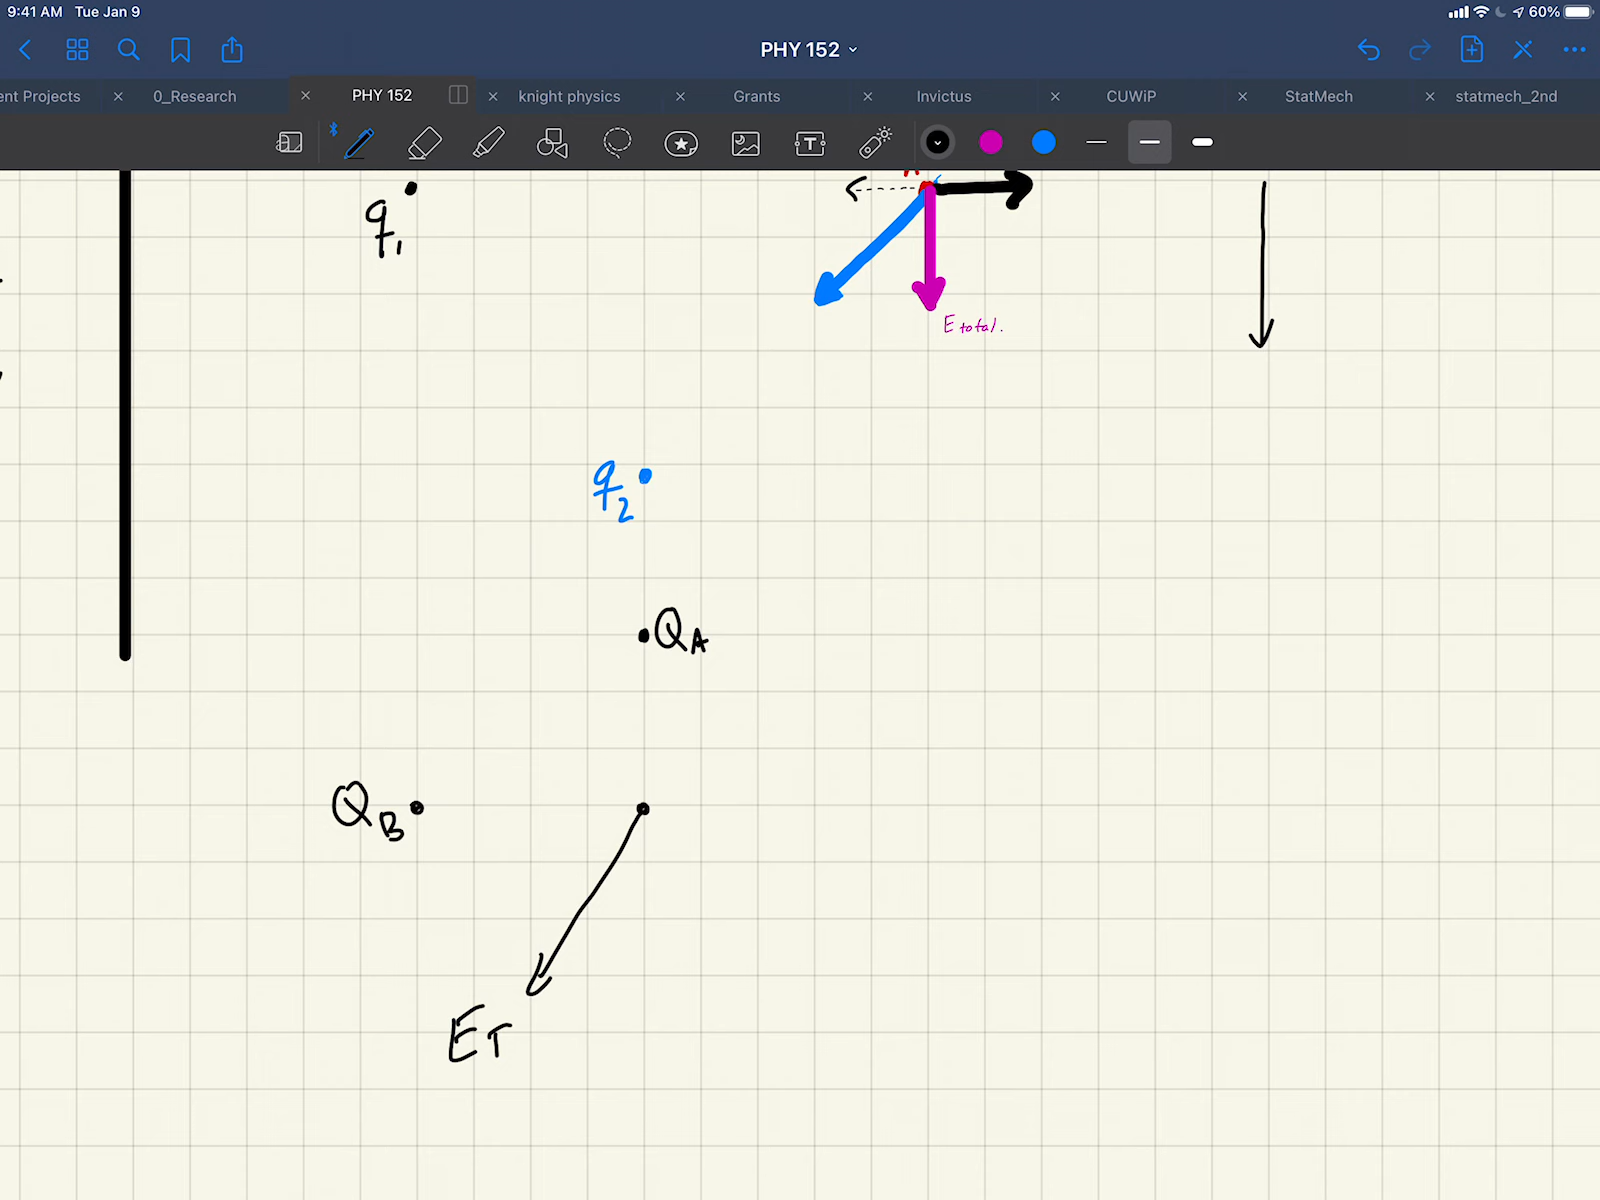 9:41 AM Tue Jan 9
60%
PHY 152
ent Projects
0_Research
PHY 152
knight physics
Grants
Invictus
CUWiP
StatMech
statmech_2nd
T
q1
E total.
q2
QA
QB
ET